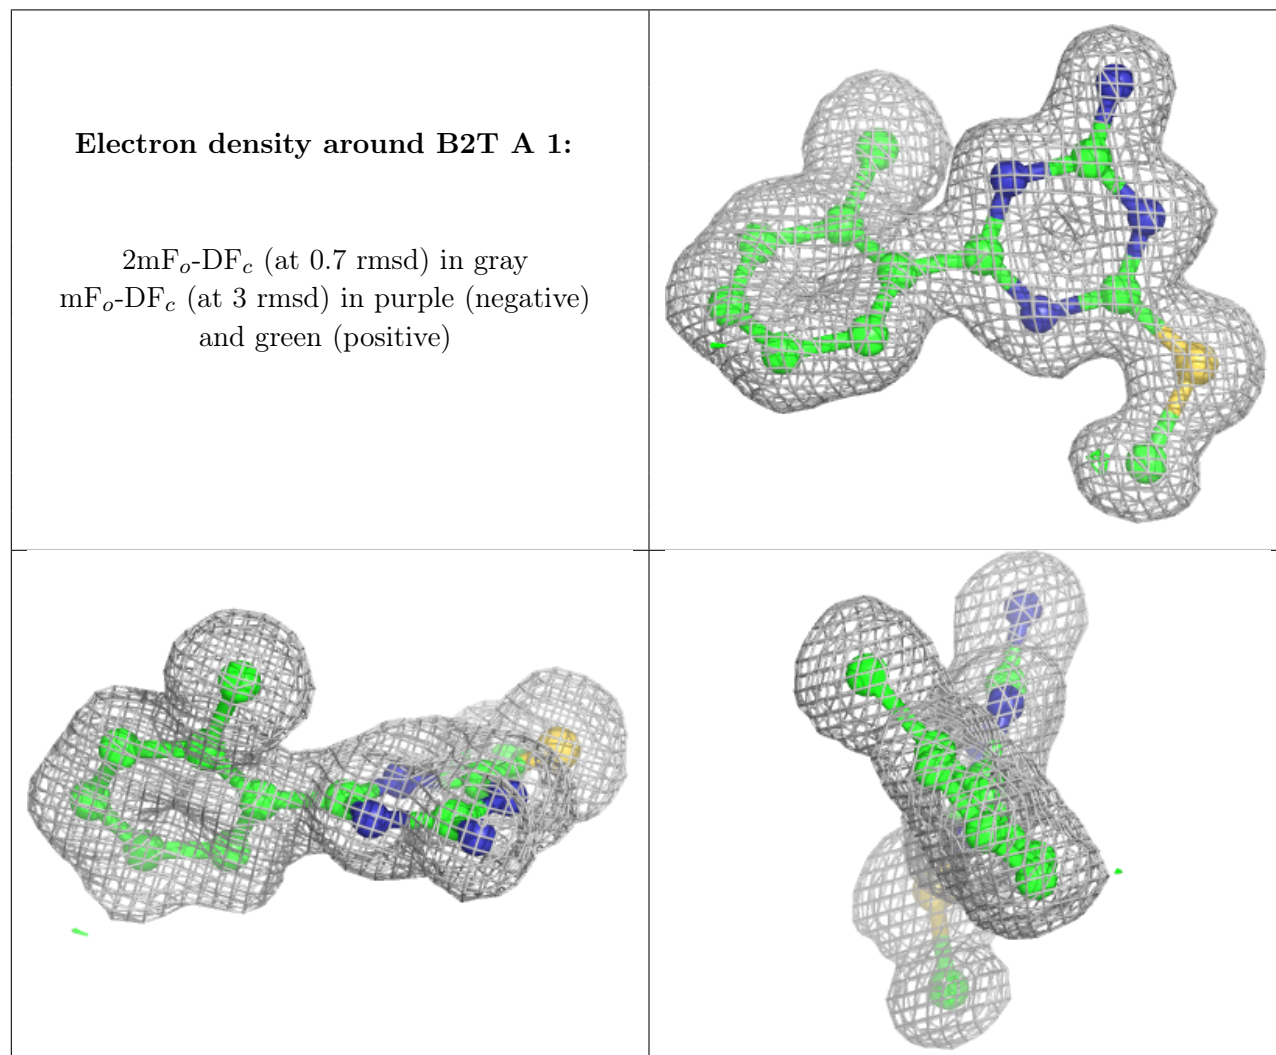 Electron density around B2T A 1:
2mFo-DFc (at 0.7 rmsd) in gray
mFo-DFc (at 3 rmsd) in purple (negative)
and green (positive)